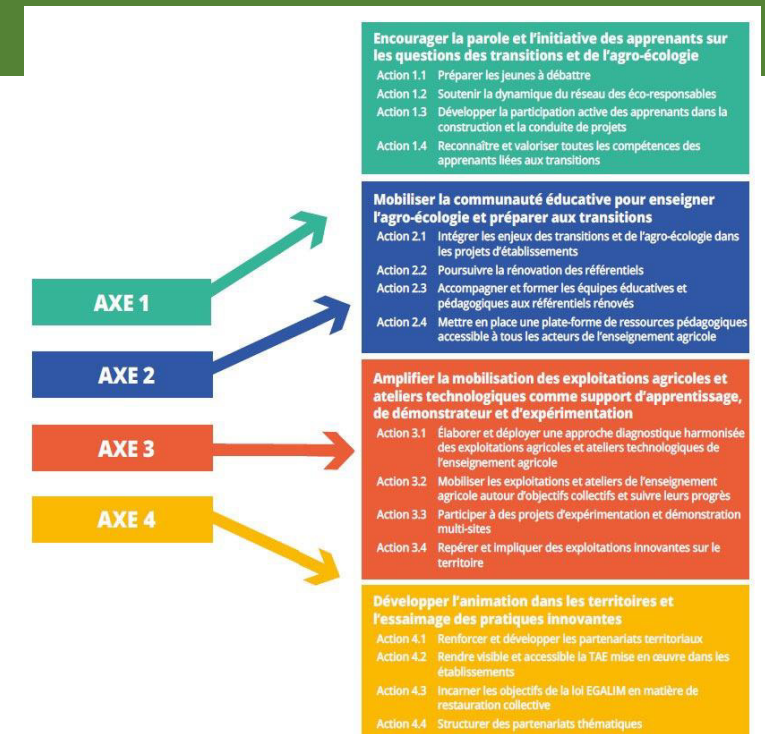 Encourager la parole et l'initiative des apprenants sur
les questions des transitions et de l'agro-écologie
Action 1.1 Préparer les jeunes à débattre
Action 1.2 Soutenir la dynamique du réseau des éco-responsables
Action 1.3 Développer la participation active des apprenants dans la
construction et la conduite de projets
Action 1.4 Reconnaître et valoriser toutes les compétences des
apprenants liées aux transitions
Mobiliser la communauté éducative pour enseigner
l'agro-écologie et préparer aux transitions
Action 2.1 Intégrer les enjeux des transitions et de l'agro-écologie dans
les projets d'établissements
Action 2.2 Poursuivre la rénovation des référentiels
Action 2.3 Accompagner et former les équipes éducatives et
pédagogiques aux référentiels rénovés
Action 2.4 Mettre en place une plate-forme de ressources pédagogiques
accessible à tous les acteurs de l'enseignement agricole
Amplifier la mobilisation des exploitations agricoles et
ateliers technologiques comme support d'apprentissage,
de démonstrateur et d'expérimentation
Action 3.1 Élaborer et déployer une approche diagnostique harmonisée
des exploitations agricoles et ateliers technologiques de
l'enseignement agricole
Action 3.2 Mobiliser les exploitations et ateliers de l'enseignement
agricole autour d'objectifs collectifs et suivre leurs progrès
Action 3.3 Participer à des projets d'expérimentation et démonstration
multi-sites
Action 3.4 Repérer et impliquer des exploitations innovantes sur le
territoire
Développer l'animation dans les territoires et
l'essaimage des pratiques innovantes
Action 4.1 Renforcer et développer les partenariats territoriaux
Action 4.2 Rendre visible et accessible la TAE mise en œuvre dans les
établissements
Action 4.3 Incarner les objectifs de la loi EGALIM en matière de
restauration collective
Action 4.4 Structurer des partenariats thématiques
AXE 1
AXE 2
AXE 3
AXE 4